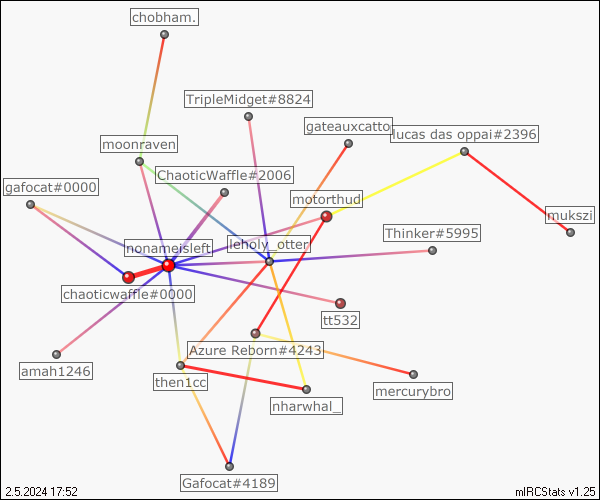 chobham.
TripleMidget#8824
gateauxcatto
lucas das oppai#2396
moonraven
ChaoticWaffle#2006
gafocat#0000
motorthud
mukszi
Thinker#5995
nonameisleft
leholy_otter
chaoticwaffle#0000
tt532
Azure Reborn#4243
amah1246
then1cc
mercurybro
nharwhal_
Gafocat#4189
2.5.2024 17:52
mIRCStats v1.25